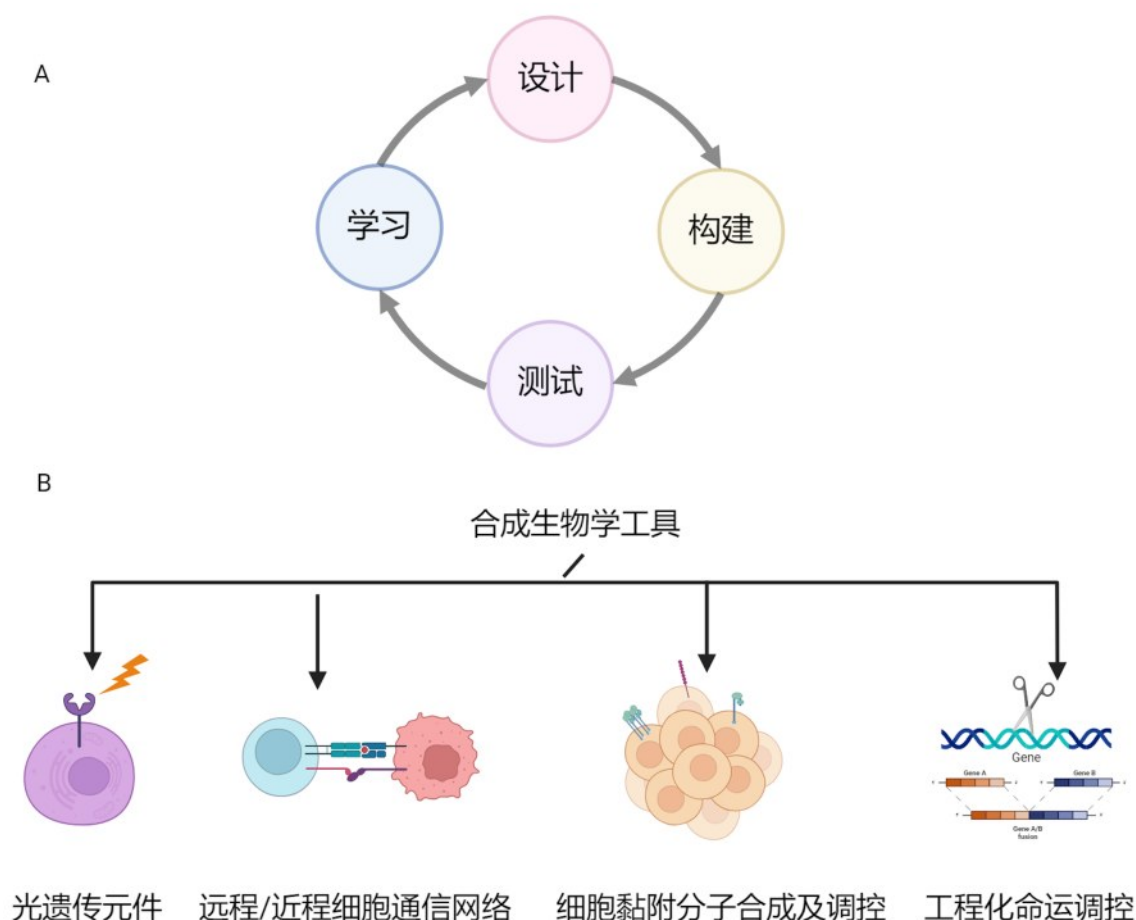 A
设计
学习
构建
测试
B
合成生物学工具
Gene
Gene A
Gene B
Gene A/B
fusion
光遗传元件
远程/近程细胞通信网络
细胞黏附分子合成及调控
工程化命运调控